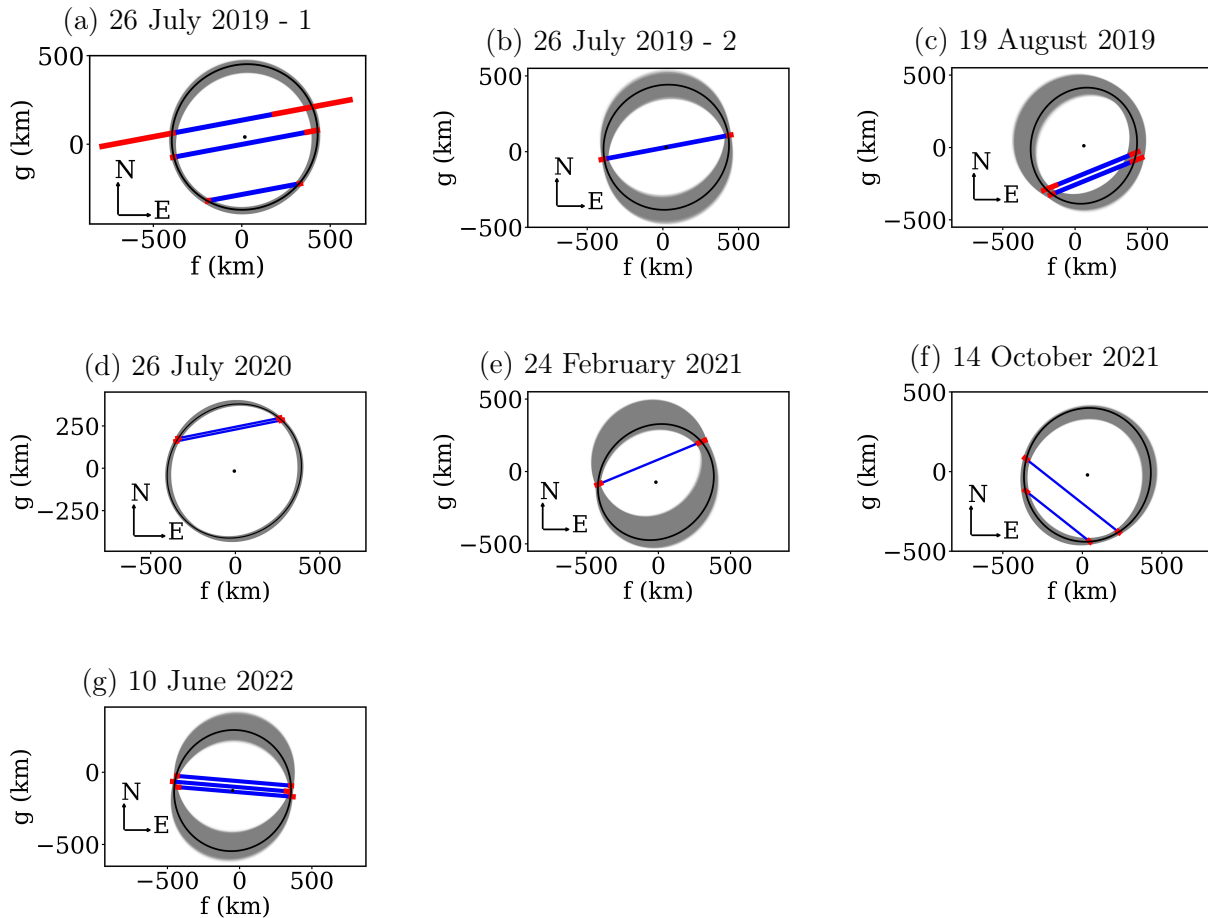 (a) 26 July 2019 - 1
500
0
g (km)
N
E
−500 0 500
f (km)
(b) 26 July 2019 - 2
500
0
−500
g (km)
N
E
−500 0 500
f (km)
(c) 19 August 2019
500
0
−500
g (km)
N
E
−500 0 500
f (km)
(d) 26 July 2020
250
0
−250
g (km)
N
E
−500 0 500
f (km)
(e) 24 February 2021
500
0
−500
g (km)
N
E
−500 0 500
f (km)
(f) 14 October 2021
500
0
−500
g (km)
N
E
−500 0 500
f (km)
(g) 10 June 2022
0
−500
g (km)
N
E
−500 0 500
f (km)